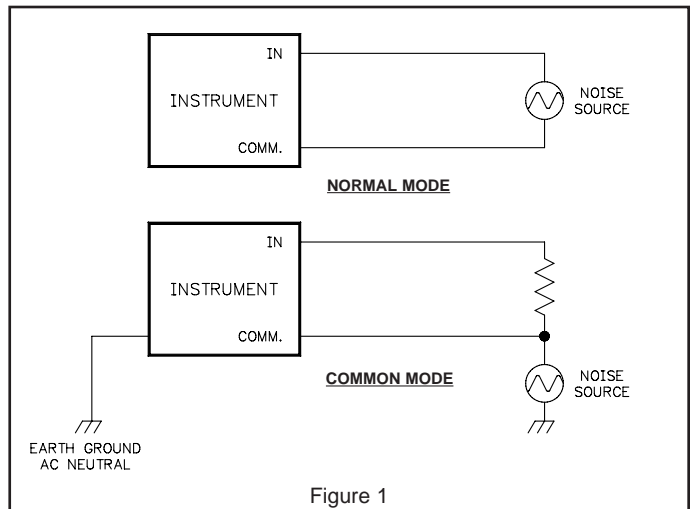 IN
INSTRUMENT
NOISE
SOURCE
COMM.
NORMAL MODE
IN
INSTRUMENT
COMM.
COMMON MODE
NOISE
SOURCE
EARTH GROUND
AC NEUTRAL
Figure 1